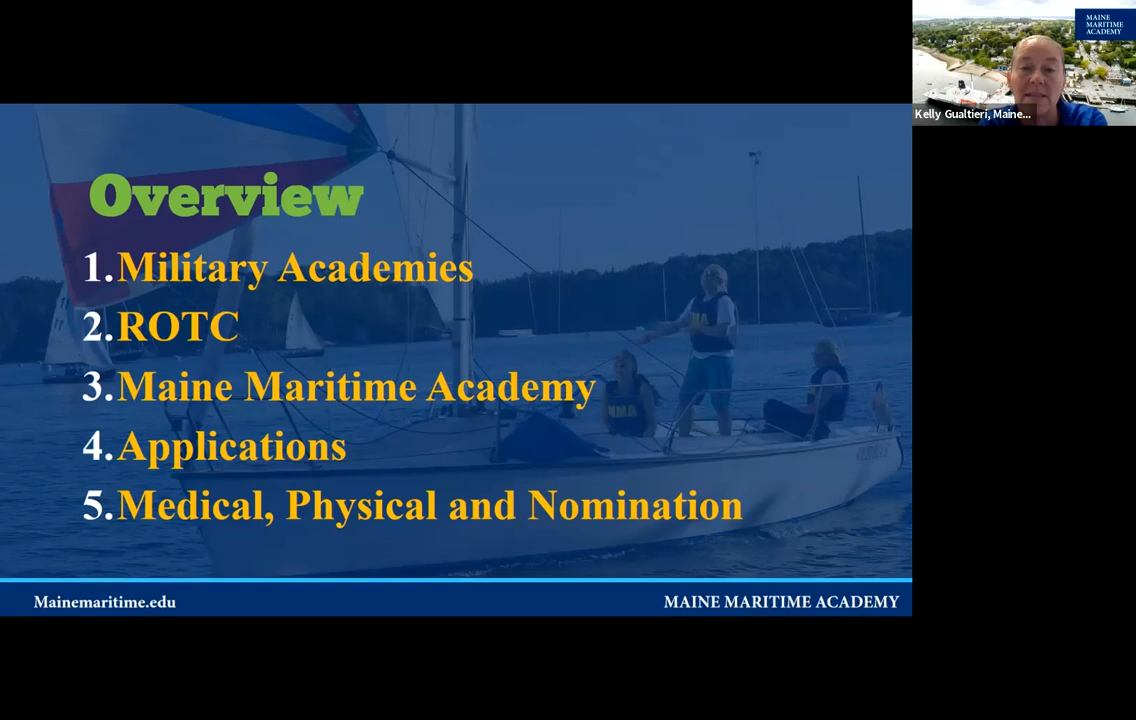 MAINE
MARITIME
ACADEMY
Kelly Gualtieri, Maine...
Overview
1. Military Academies
2. ROTC
3. Maine Maritime Academy
4. Applications
5. Medical, Physical and Nomination
MMA
Mainemaritime.edu
MAINE MARITIME ACADEMY